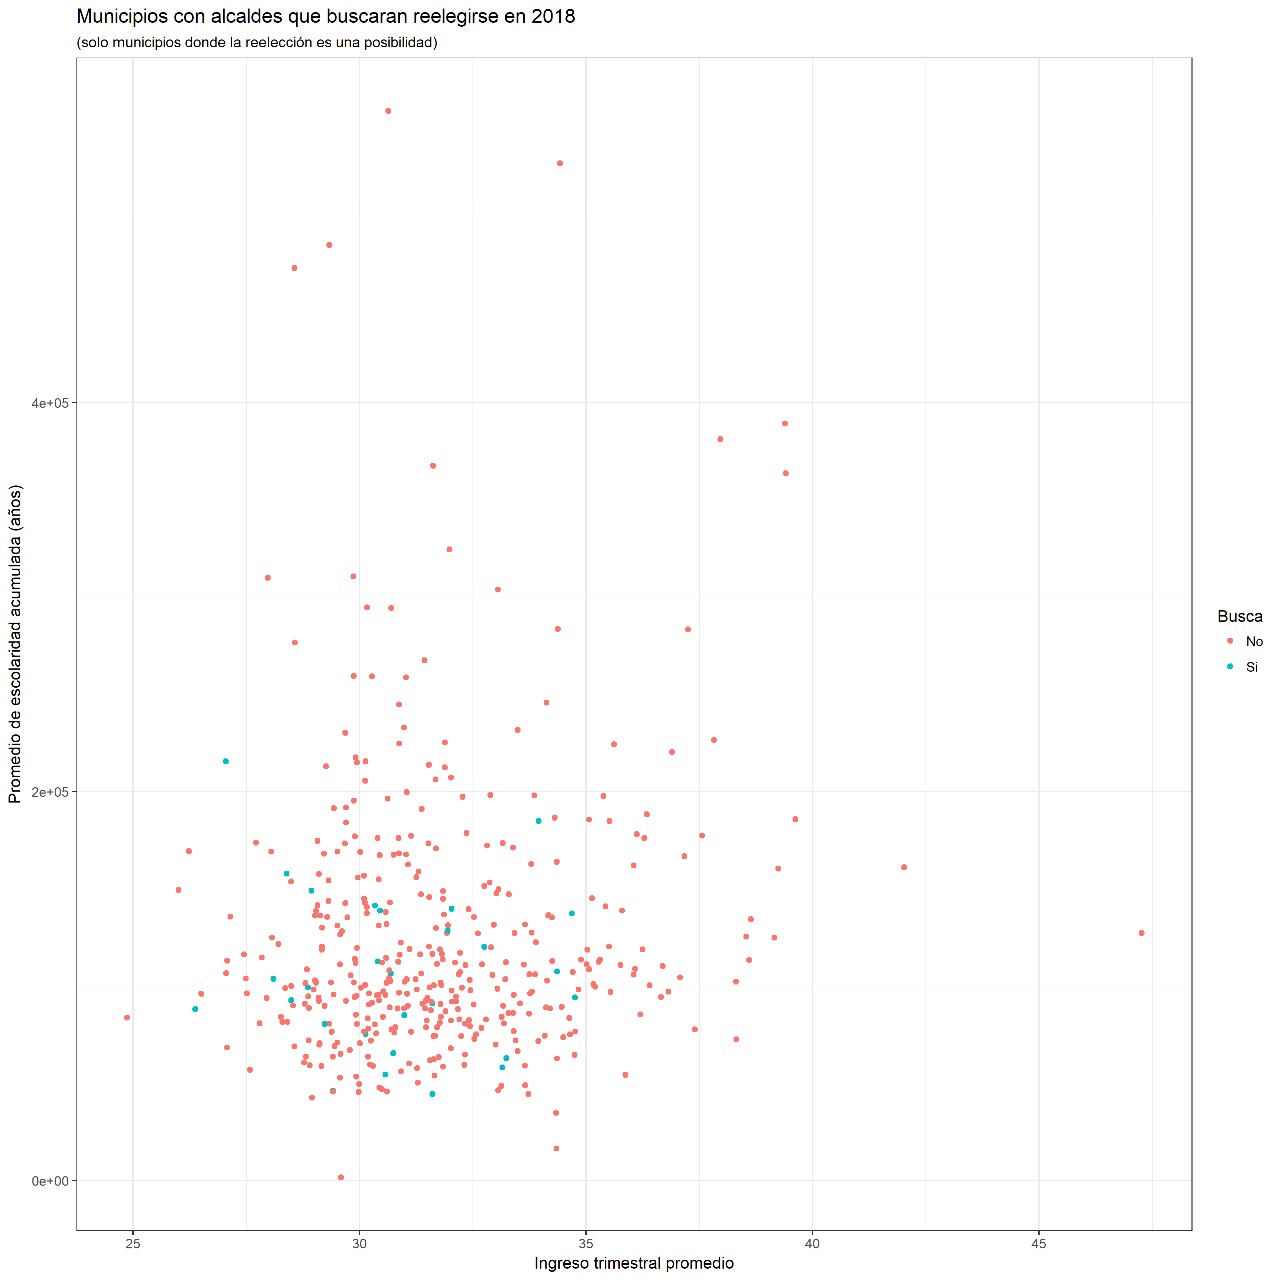 Municipios con alcaldes que buscaran reelegirse en 2018
(solo municipios donde la reelección es una posibilidad)
Promedio de escolaridad acumulada (años)
4e+05
2e+05
0e+00
25
30
35
40
45
Ingreso trimestral promedio
Busca
No
Si